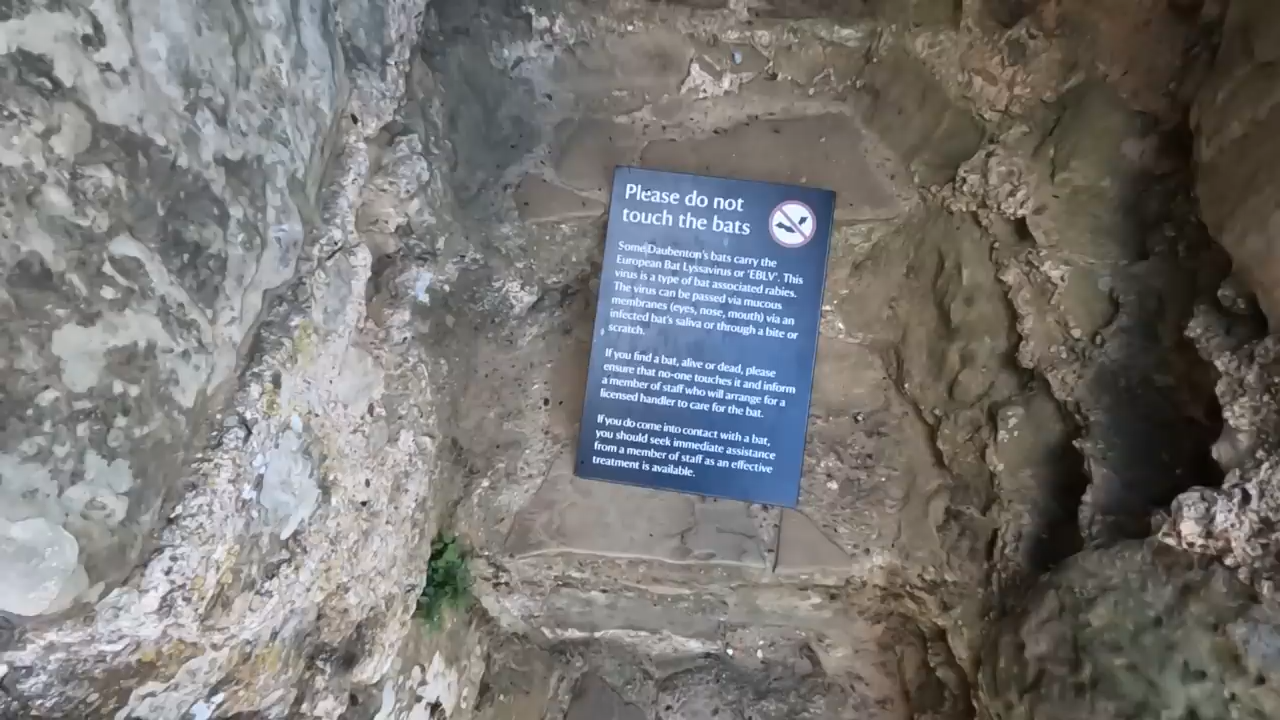 Please do not
touch the bats
Some Daubenton's bats carry the
European Bat Lyssavirus or 'EBLV'. This
virus is a type of bat associated rabies.
The virus can be passed via mucous
membranes (eyes, nose, mouth) via an
infected bat's saliva or through a bite or
scratch.
If you find a bat, alive or dead, please
ensure that no-one touches it and inform
a member of staff who will arrange for a
licensed handler to care for the bat.
If you do come into contact with a bat,
you should seek immediate assistance
from a member of staff as an effective
treatment is available.